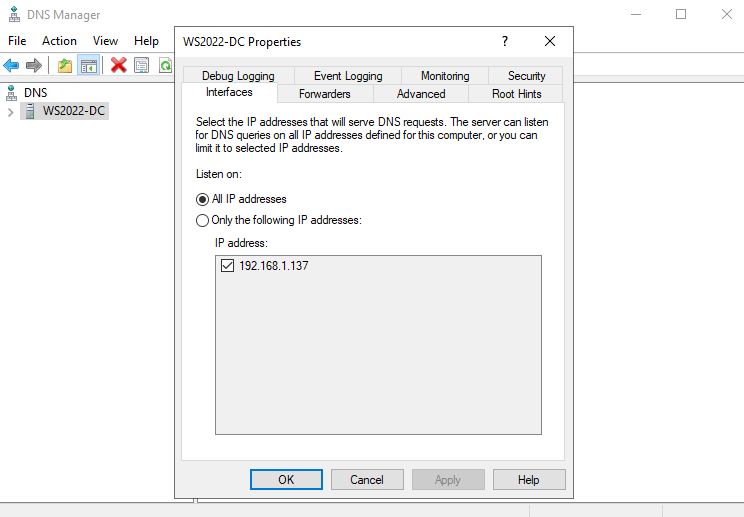 DNS Manager
File Action View Help
DNS
WS2022-DC
WS2022-DC Properties
?
Debug Logging Event Logging Monitoring Security
Interfaces Forwarders Advanced Root Hints
Select the IP addresses that will serve DNS requests. The server can listen
for DNS queries on all IP addresses defined for this computer, or you can
limit it to selected IP addresses.
Listen on:
All IP addresses
Only the following IP addresses:
IP address:
192.168.1.137
OK Cancel Apply Help